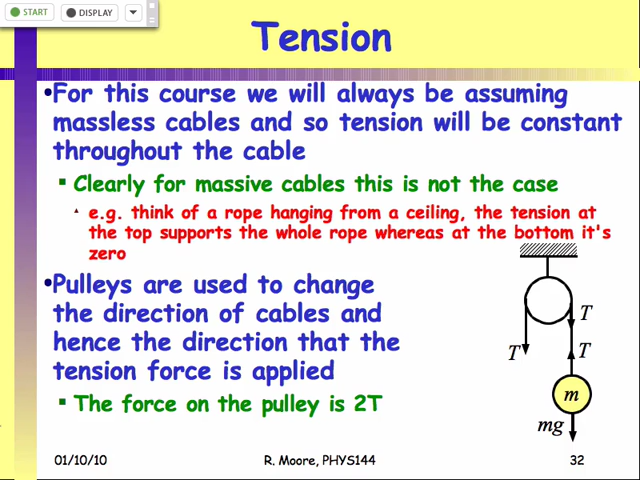 START
DISPLAY
Tension
•For this course we will always be assuming
massless cables and so tension will be constant
throughout the cable
▪ Clearly for massive cables this is not the case
▴ e.g. think of a rope hanging from a ceiling, the tension at
the top supports the whole rope whereas at the bottom it's
zero
•Pulleys are used to change
the direction of cables and
hence the direction that the
tension force is applied
▪ The force on the pulley is 2T
T
T
T
m
mg
01/10/10
R. Moore, PHYS144
32